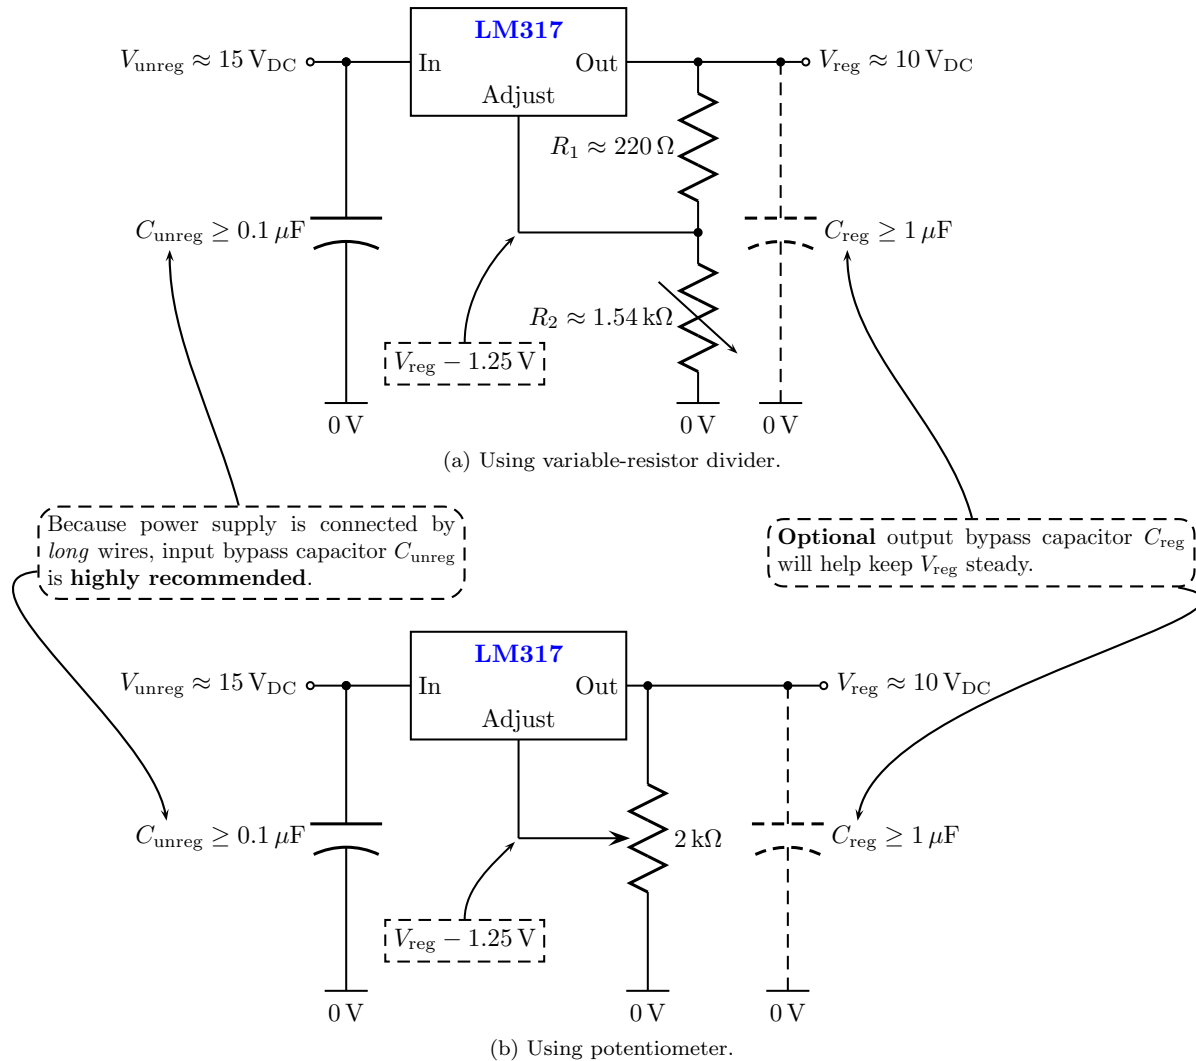 LM317
V_unreg ≈ 15 V_DC
In
Out
V_reg ≈ 10 V_DC
Adjust
R_1 ≈ 220 Ω
C_unreg ≥ 0.1 μF
C_reg ≥ 1 μF
R_2 ≈ 1.54 kΩ
V_reg − 1.25 V
0 V
0 V
0 V
(a) Using variable-resistor divider.
Because power supply is connected by
long wires, input bypass capacitor C_unreg
is highly recommended.
Optional output bypass capacitor C_reg
will help keep V_reg steady.
LM317
V_unreg ≈ 15 V_DC
In
Out
V_reg ≈ 10 V_DC
Adjust
C_unreg ≥ 0.1 μF
2 kΩ
C_reg ≥ 1 μF
V_reg − 1.25 V
0 V
0 V
0 V
(b) Using potentiometer.